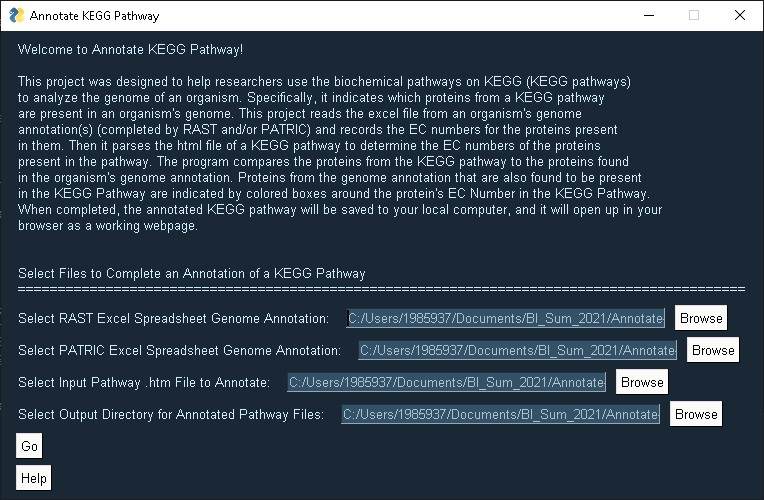 Annotate KEGG Pathway
Welcome to Annotate KEGG Pathway!
This project was designed to help researchers use the biochemical pathways on KEGG (KEGG pathways)
to analyze the genome of an organism. Specifically, it indicates which proteins from a KEGG pathway
are present in an organism's genome. This project reads the excel file from an organism's genome
annotation(s) (completed by RAST and/or PATRIC) and records the EC numbers for the proteins present
in them. Then it parses the html file of a KEGG pathway to determine the EC numbers of the proteins
present in the pathway. The program compares the proteins from the KEGG pathway to the proteins found
in the organism's genome annotation. Proteins from the genome annotation that are also found to be present
in the KEGG Pathway are indicated by colored boxes around the protein's EC Number in the KEGG Pathway.
When completed, the annotated KEGG pathway will be saved to your local computer, and it will open up in your
browser as a working webpage.
Select Files to Complete an Annotation of a KEGG Pathway
Select RAST Excel Spreadsheet Genome Annotation: C:/Users/1985937/Documents/BI_Sum_2021/Annotate Browse
Select PATRIC Excel Spreadsheet Genome Annotation: C:/Users/1985937/Documents/BI_Sum_2021/Annotate Browse
Select Input Pathway .htm File to Annotate: C:/Users/1985937/Documents/BI_Sum_2021/Annotate Browse
Select Output Directory for Annotated Pathway Files: C:/Users/1985937/Documents/BI_Sum_2021/Annotate Browse
Go
Help